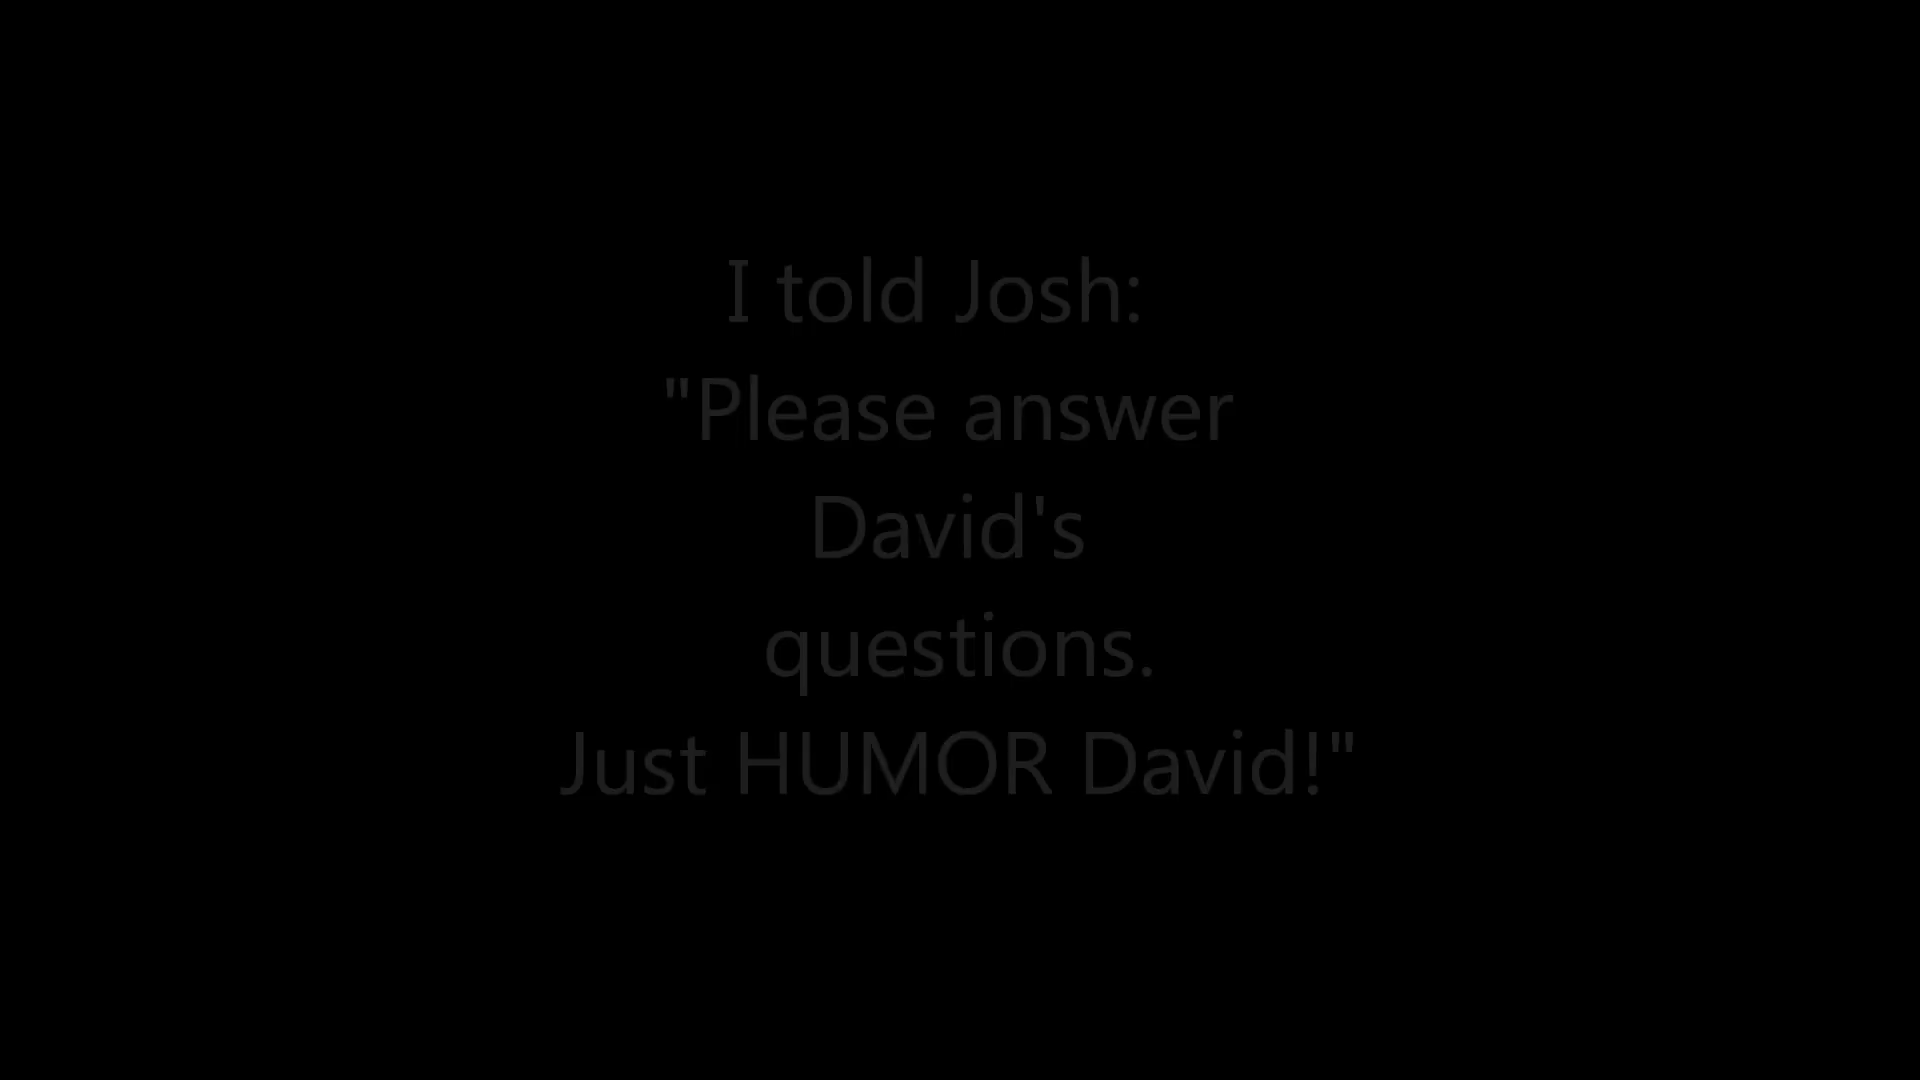 I told Josh:
"Please answer
David's
questions.
Just HUMOR David!"